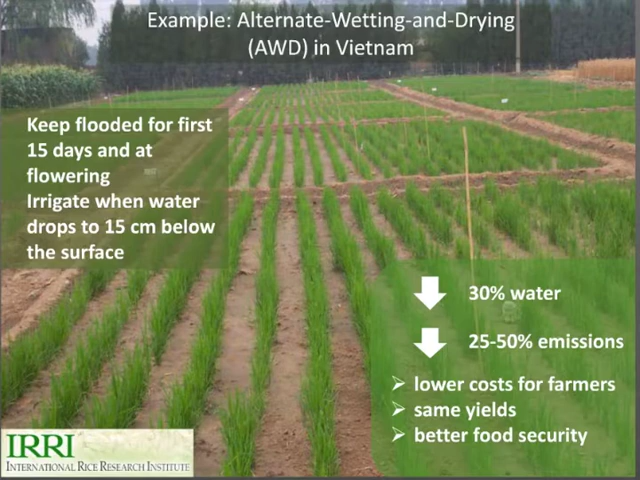 Example: Alternate-Wetting-and-Drying
(AWD) in Vietnam
Keep flooded for first
15 days and at
flowering
Irrigate when water
drops to 15 cm below
the surface
30% water
25-50% emissions
lower costs for farmers
same yields
better food security
IRRI
INTERNATIONAL RICE RESEARCH INSTITUTE